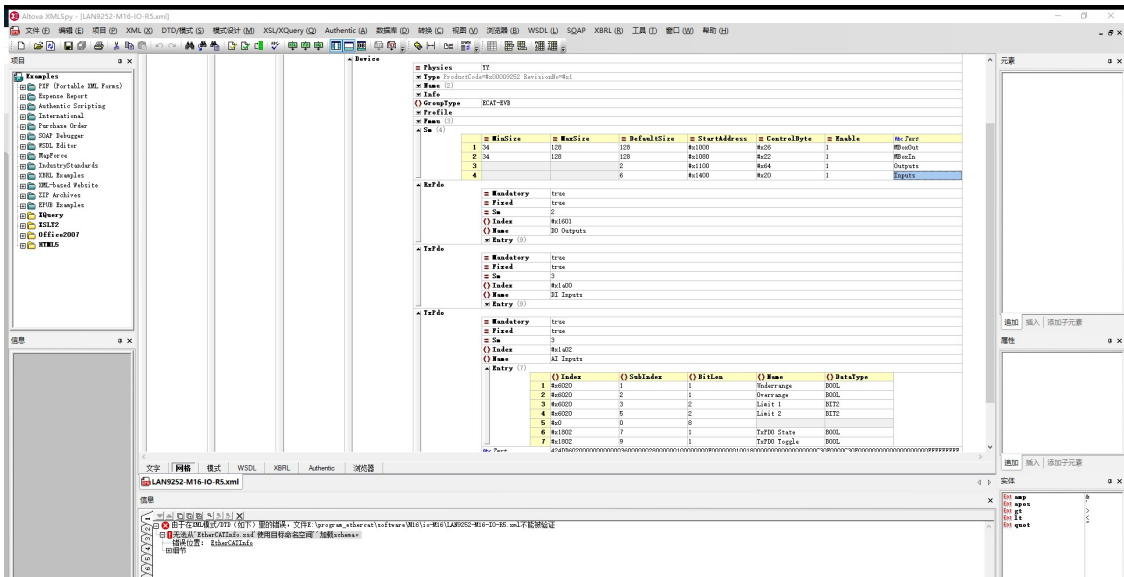 Altova XMLSpy - [LAN9252-M16-IO-R5.xml]
文件(F) 编辑(E) 项目(P) XML(X) DTD/模式(S) 模式设计(M) XSL/XQuery(Q) Authentic(A) 数据库(D) 转换(C) 视图(V) 浏览器(B) WSDL(L) SOAP XBRL(R) 工具(T) 窗口(W) 帮助(H)
项目
Examples
PXF (Portable XML Forms)
Expense Report
Authentic Scripting
International
Purchase Order
SOAP Debugger
WSDL Editor
MapForce
IndustryStandards
XBRL Examples
XML-based Website
ZIP Archives
EPUB Examples
XQuery
XSLT2
Office2007
HTML5
信息
Device
Physics YY
Type ProductCode=#x00009252 RevisionNo=#x1
Name (2)
Info
GroupType ECAT-EVB
Profile
Fmmu (3)
Sm (4)
MinSize MaxSize DefaultSize StartAddress ControlByte Enable Abc Text
1 34 128 128 #x1000 #x26 1 MBoxOut
2 34 128 128 #x1080 #x22 1 MBoxIn
3 2 #x1100 #x64 1 Outputs
4 6 #x1400 #x20 1 Inputs
RxPdo
Mandatory true
Fixed true
Sm 2
Index #x1601
Name DO Outputs
Entry (9)
TxPdo
Mandatory true
Fixed true
Sm 3
Index #x1a00
Name DI Inputs
Entry (9)
TxPdo
Mandatory true
Fixed true
Sm 3
Index #x1a02
Name AI Inputs
Entry (7)
Index SubIndex BitLen Name DataType
1 #x6020 1 1 Underrange BOOL
2 #x6020 2 1 Overrange BOOL
3 #x6020 3 2 Limit 1 BIT2
4 #x6020 5 2 Limit 2 BIT2
5 #x0 0 8
6 #x1802 7 1 TxPDO State BOOL
7 #x1802 9 1 TxPDO Toggle BOOL
文字 网格 模式 WSDL XBRL Authentic 浏览器
LAN9252-M16-IO-R5.xml
信息
由于在XML模式/DTD (如下) 里的错误, 文件E:\program_ethercat\software\M16\io-M16\LAN9252-M16-IO-R5.xml不能被验证
无法从'EtherCATInfo.xsd'使用目标命名空间''加载schema。
错误位置: EtherCATInfo
细节
元素
追加 插入 添加子元素
属性
追加 插入 添加子元素
实体
Ent amp &
Ent apos '
Ent gt >
Ent lt <
Ent quot "